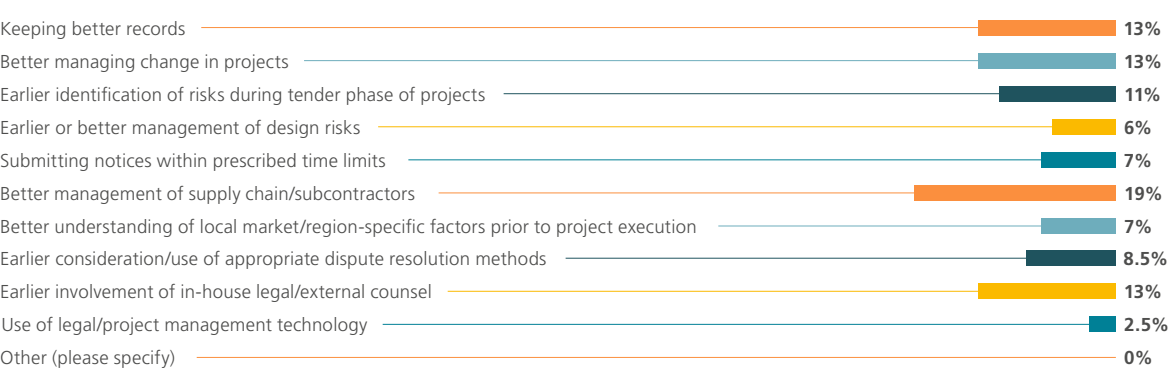 Keeping better records 13%
Better managing change in projects 13%
Earlier identification of risks during tender phase of projects 11%
Earlier or better management of design risks 6%
Submitting notices within prescribed time limits 7%
Better management of supply chain/subcontractors 19%
Better understanding of local market/region-specific factors prior to project execution 7%
Earlier consideration/use of appropriate dispute resolution methods 8.5%
Earlier involvement of in-house legal/external counsel 13%
Use of legal/project management technology 2.5%
Other (please specify) 0%